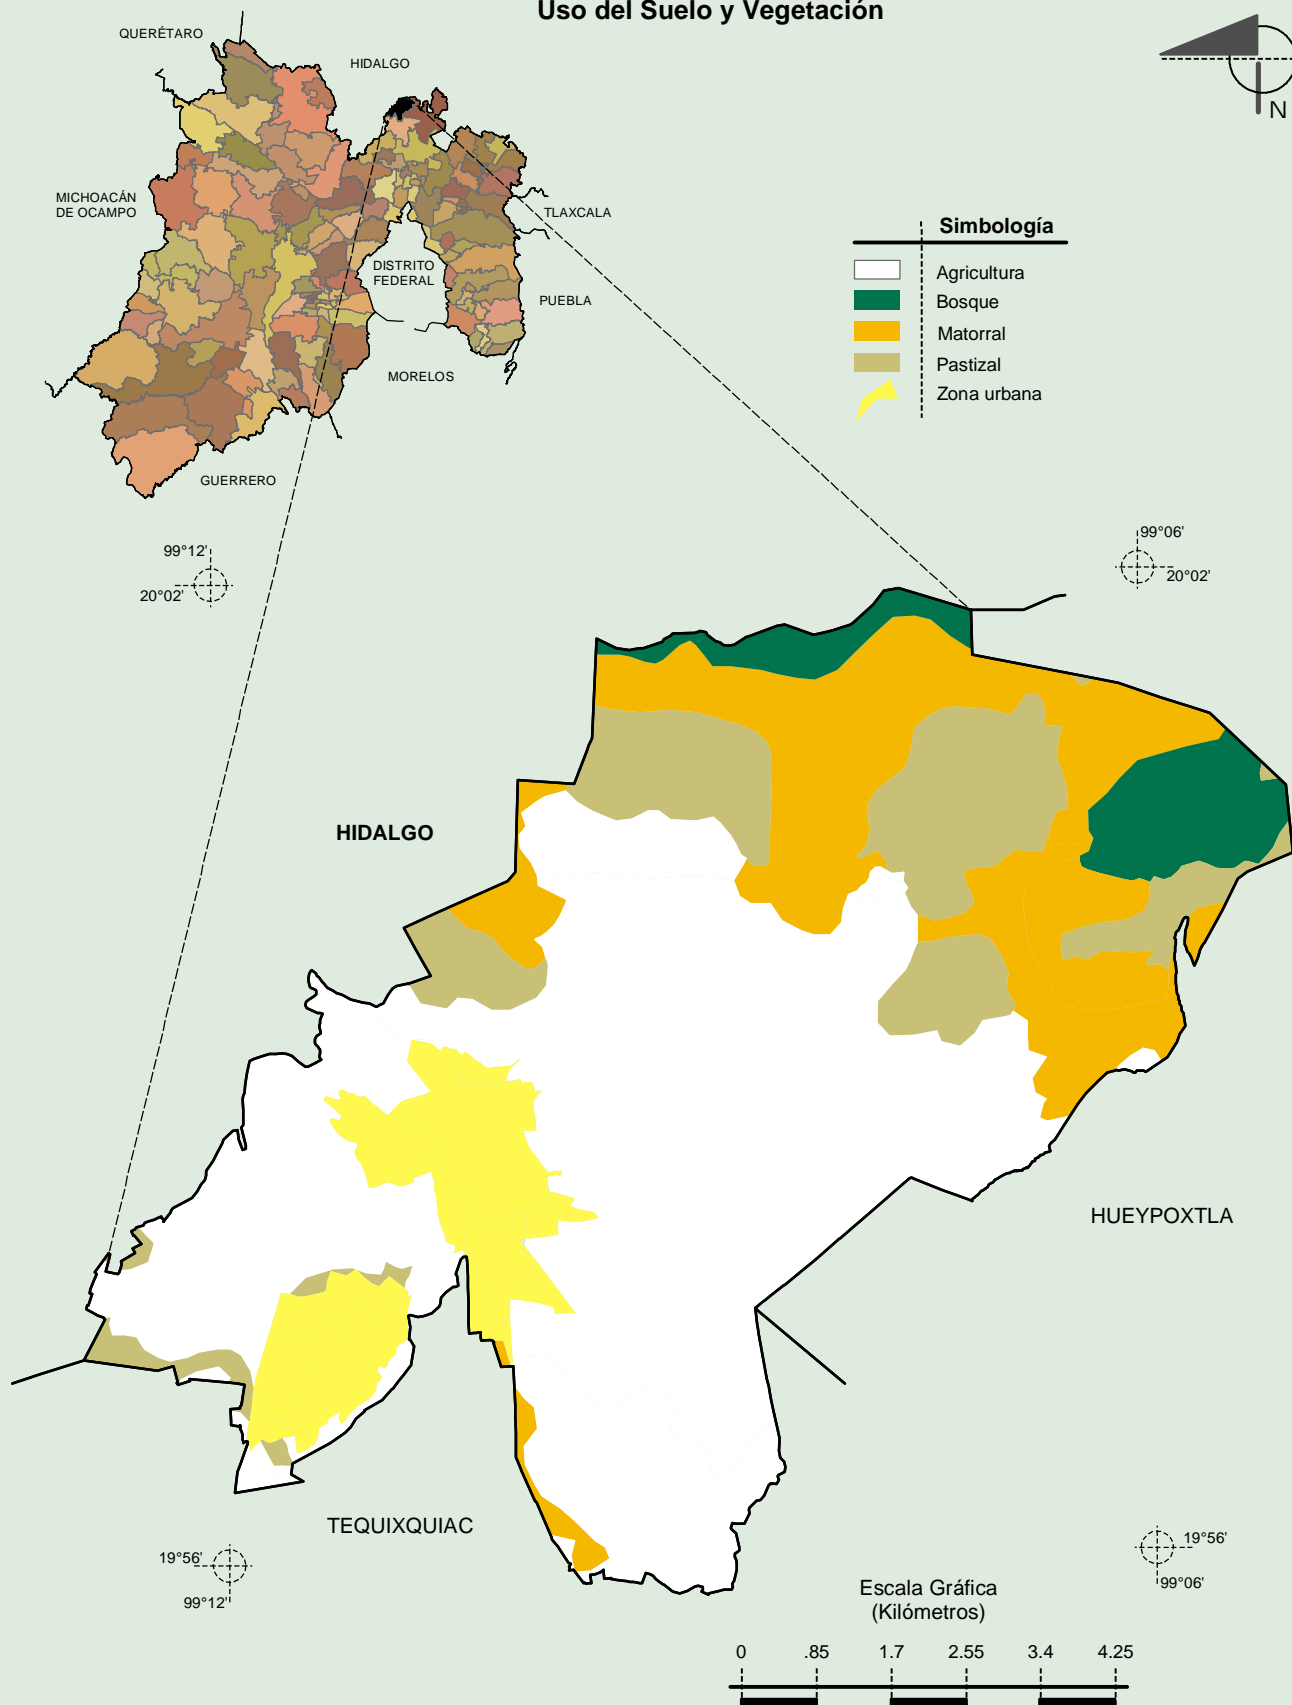 Uso del Suelo y Vegetación
QUERÉTARO
HIDALGO
N
MICHOACÁN
DE OCAMPO
TLAXCALA
DISTRITO
FEDERAL
PUEBLA
MORELOS
GUERRERO
Simbología
Agricultura
Bosque
Matorral
Pastizal
Zona urbana
99°12'
20°02'
99°06'
20°02'
HIDALGO
HUEYPOXTLA
TEQUIXQUIAC
19°56'
99°12'
19°56'
99°06'
Escala Gráfica
(Kilómetros)
0 .85 1.7 2.55 3.4 4.25